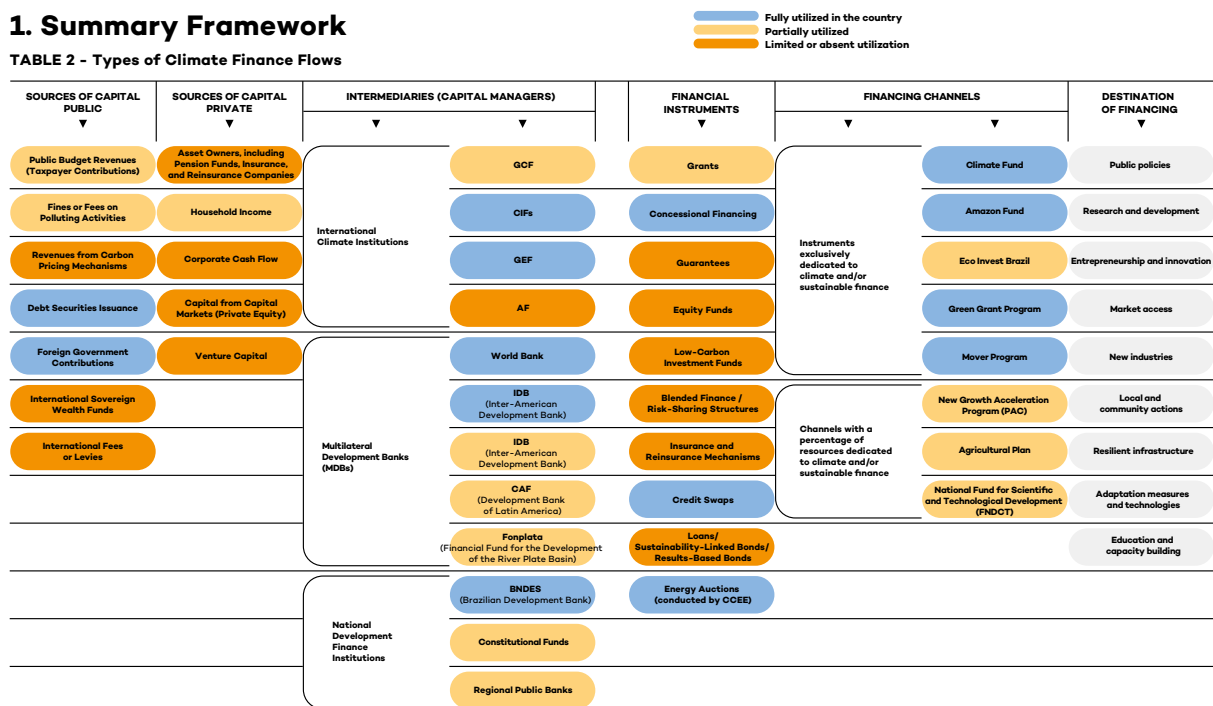 1. Summary Framework
TABLE 2 - Types of Climate Finance Flows
Fully utilized in the country
Partially utilized
Limited or absent utilization
SOURCES OF CAPITAL
PUBLIC
▼
SOURCES OF CAPITAL
PRIVATE
▼
INTERMEDIARIES (CAPITAL MANAGERS)
▼
▼
FINANCIAL
INSTRUMENTS
▼
FINANCING CHANNELS
▼
▼
DESTINATION
OF FINANCING
▼
Public Budget Revenues
(Taxpayer Contributions)
Fines or Fees on
Polluting Activities
Revenues from Carbon
Pricing Mechanisms
Debt Securities Issuance
Foreign Government
Contributions
International Sovereign
Wealth Funds
International Fees
or Levies
Asset Owners, including
Pension Funds, Insurance,
and Reinsurance Companies
Household Income
Corporate Cash Flow
Capital from Capital
Markets (Private Equity)
Venture Capital
International
Climate Institutions
GCF
CIFs
GEF
AF
Multilateral
Development Banks
(MDBs)
World Bank
IDB
(Inter-American
Development Bank)
IDB
(Inter-American
Development Bank)
CAF
(Development Bank
of Latin America)
Fonplata
(Financial Fund for the Development
of the River Plate Basin)
National
Development
Finance
Institutions
BNDES
(Brazilian Development Bank)
Constitutional Funds
Regional Public Banks
Grants
Concessional Financing
Guarantees
Equity Funds
Low-Carbon
Investment Funds
Blended Finance /
Risk-Sharing Structures
Insurance and
Reinsurance Mechanisms
Credit Swaps
Loans/
Sustainability-Linked Bonds/
Results-Based Bonds
Energy Auctions
(conducted by CCEE)
Instruments
exclusively
dedicated to
climate and/or
sustainable finance
Climate Fund
Amazon Fund
Eco Invest Brazil
Green Grant Program
Mover Program
Channels with a
percentage of
resources dedicated
to climate and/or
sustainable finance
New Growth Acceleration
Program (PAC)
Agricultural Plan
National Fund for Scientific
and Technological Development
(FNDCT)
Public policies
Research and development
Entrepreneurship and innovation
Market access
New industries
Local and
community actions
Resilient infrastructure
Adaptation measures
and technologies
Education and
capacity building